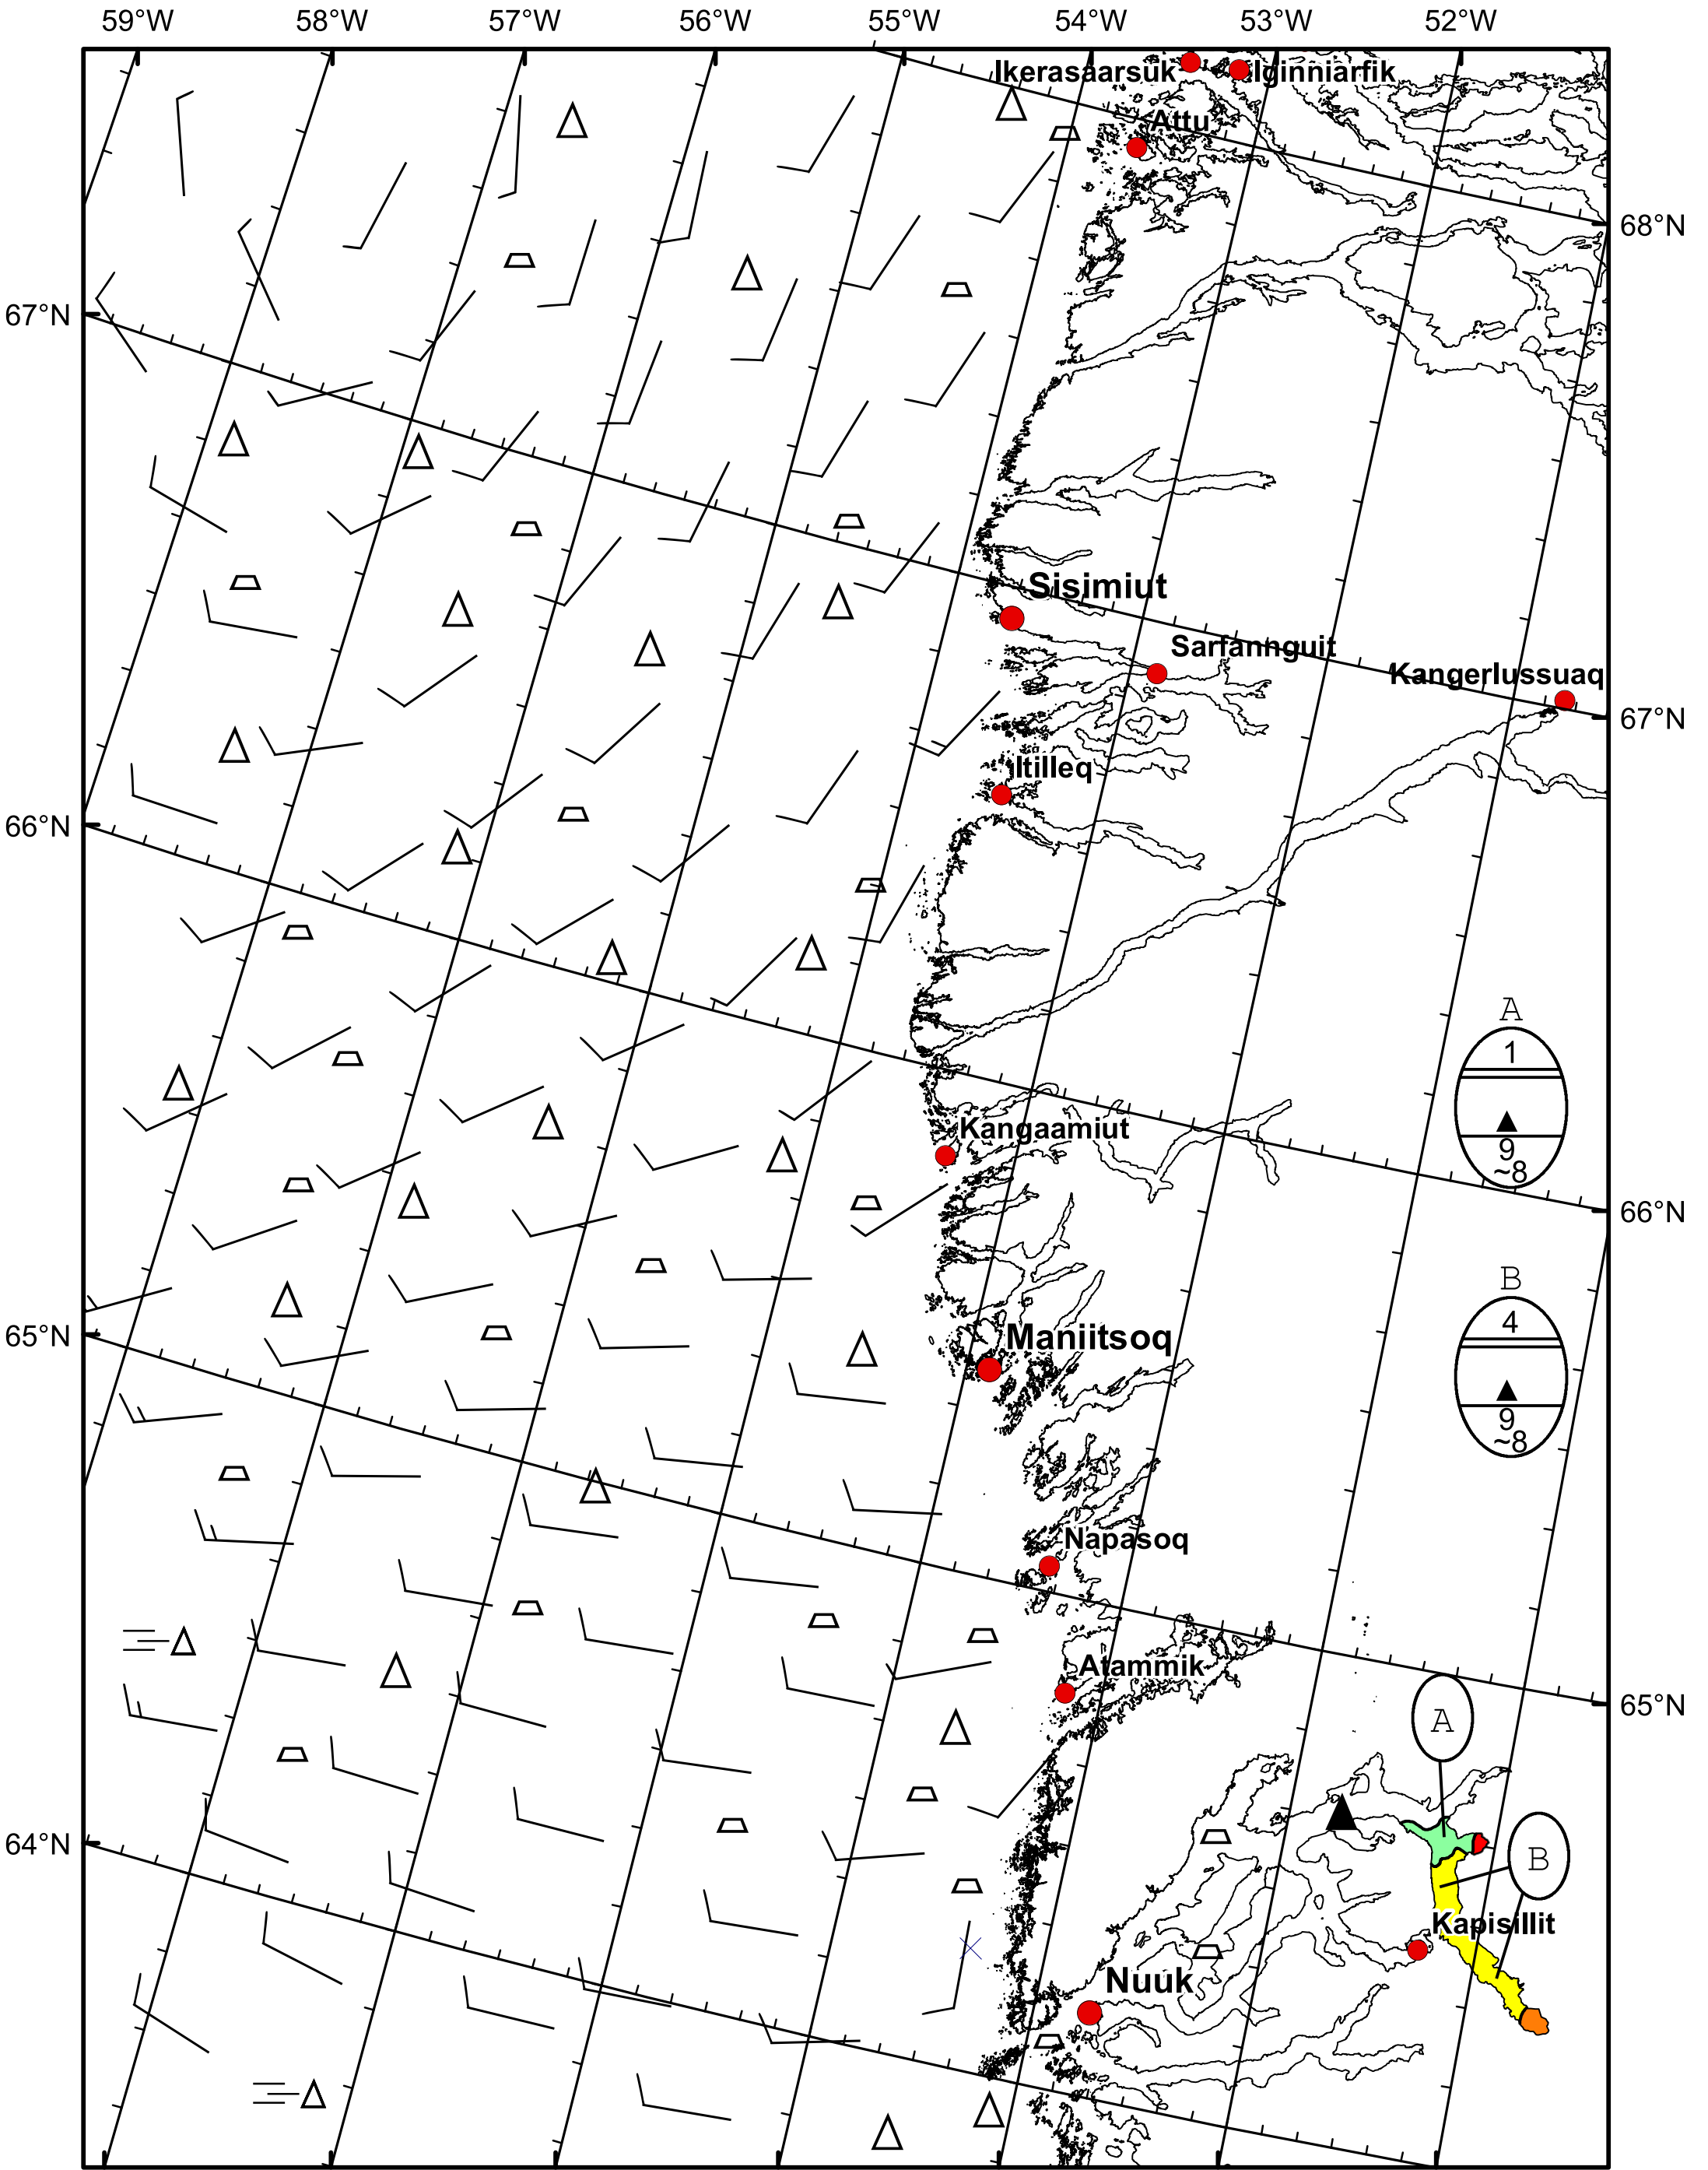 59°W 58°W 57°W 56°W 55°W 54°W 53°W 52°W
Ikerasaarsuk Iginniarfik
Attu
68°N
67°N
Sisimiut
Sarfannguit
Kangerlussuaq
67°N
Itilleq
66°N
A
1
9
~8
Kangaamiut
66°N
B
4
9
~8
65°N
Maniitsoq
Napasoq
Atammik
65°N
A
64°N
B
Kapisillit
Nuuk